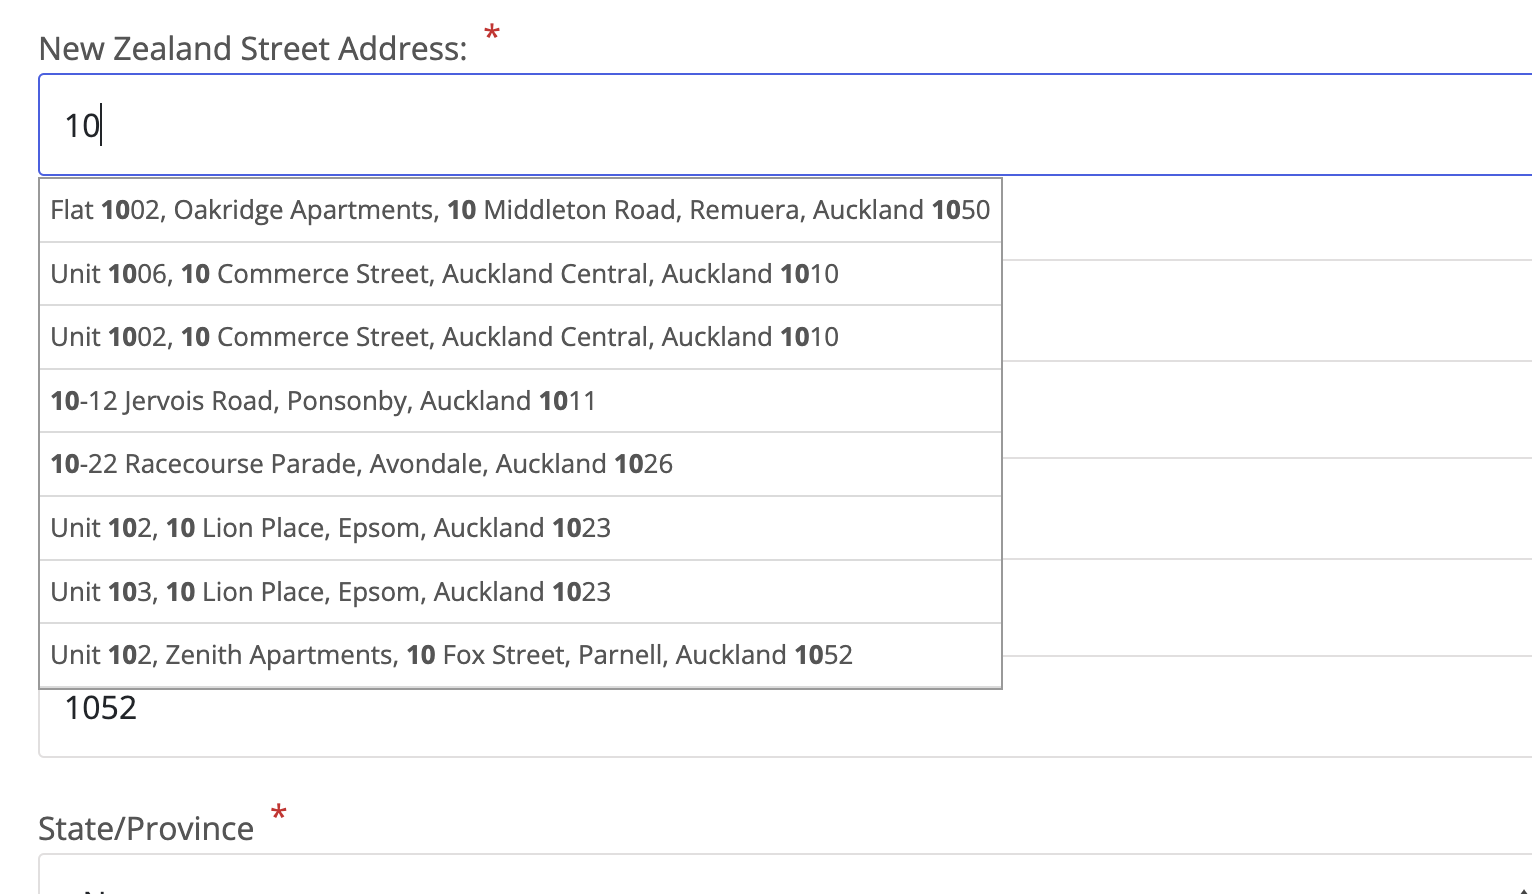 New Zealand Street Address: *
10
Flat 1002, Oakridge Apartments, 10 Middleton Road, Remuera, Auckland 1050
Unit 1006, 10 Commerce Street, Auckland Central, Auckland 1010
Unit 1002, 10 Commerce Street, Auckland Central, Auckland 1010
10-12 Jervois Road, Ponsonby, Auckland 1011
10-22 Racecourse Parade, Avondale, Auckland 1026
Unit 102, 10 Lion Place, Epsom, Auckland 1023
Unit 103, 10 Lion Place, Epsom, Auckland 1023
Unit 102, Zenith Apartments, 10 Fox Street, Parnell, Auckland 1052
1052
State/Province *